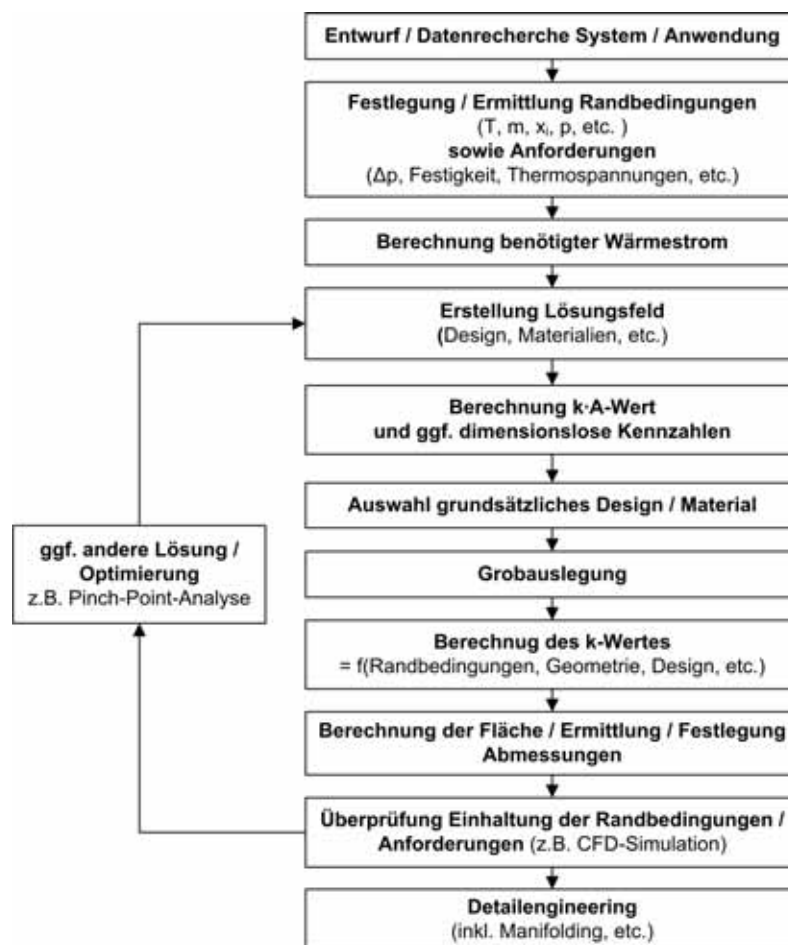 Entwurf / Datenrecherche System / Anwendung
Festlegung / Ermittlung Randbedingungen
(T, m, xᵢ, p, etc. )
sowie Anforderungen
(Δp, Festigkeit, Thermospannungen, etc.)
Berechnung benötigter Wärmestrom
Erstellung Lösungsfeld
(Design, Materialien, etc.)
Berechnung k·A-Wert
und ggf. dimensionslose Kennzahlen
Auswahl grundsätzliches Design / Material
ggf. andere Lösung /
Optimierung
z.B. Pinch-Point-Analyse
Grobauslegung
Berechnug des k-Wertes
= f(Randbedingungen, Geometrie, Design, etc.)
Berechnung der Fläche / Ermittlung / Festlegung
Abmessungen
Überprüfung Einhaltung der Randbedingungen /
Anforderungen (z.B. CFD-Simulation)
Detailengineering
(inkl. Manifolding, etc.)